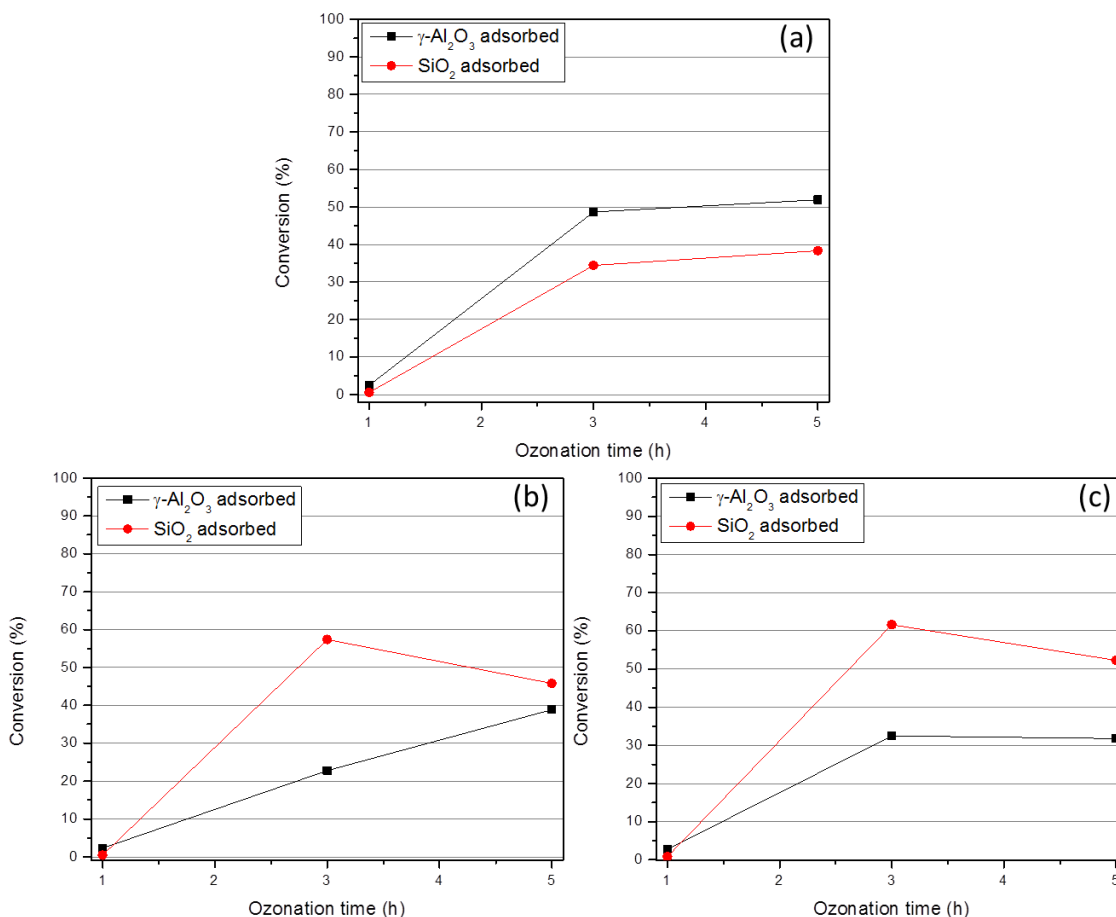 100
90
80
70
60
50
40
30
20
10
0
γ-Al₂O₃ adsorbed
SiO₂ adsorbed
(a)
Conversion (%)
1 2 3 4 5
Ozonation time (h)
100
90
80
70
60
50
40
30
20
10
0
γ-Al₂O₃ adsorbed
SiO₂ adsorbed
(b)
Conversion (%)
1 2 3 4 5
Ozonation time (h)
100
90
80
70
60
50
40
30
20
10
0
γ-Al₂O₃ adsorbed
SiO₂ adsorbed
(c)
Conversion (%)
1 2 3 4 5
Ozonation time (h)